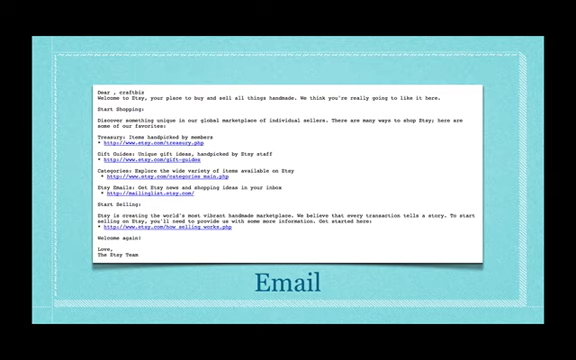 Dear , craftbiz
Welcome to Etsy, your place to buy and sell all things handmade. We think you're really going to like it here.
Start Shopping:
Discover something unique in our global marketplace of individual sellers. There are many ways to shop Etsy; here are
some of our favorites:
Treasury: Items handpicked by members
* http://www.etsy.com/treasury.php
Gift Guides: Unique gift ideas, handpicked by Etsy staff
* http://www.etsy.com/gift-guides
Categories: Explore the wide variety of items available on Etsy
* http://www.etsy.com/categories_main.php
Etsy Emails: Get Etsy news and shopping ideas in your inbox
* http://mailinglist.etsy.com/
Start Selling:
Etsy is creating the world's most vibrant handmade marketplace. We believe that every transaction tells a story. To start
selling on Etsy, you'll need to provide us with some more information. Get started here:
* http://www.etsy.com/how_selling_works.php
Welcome again!
Love,
The Etsy Team
Email